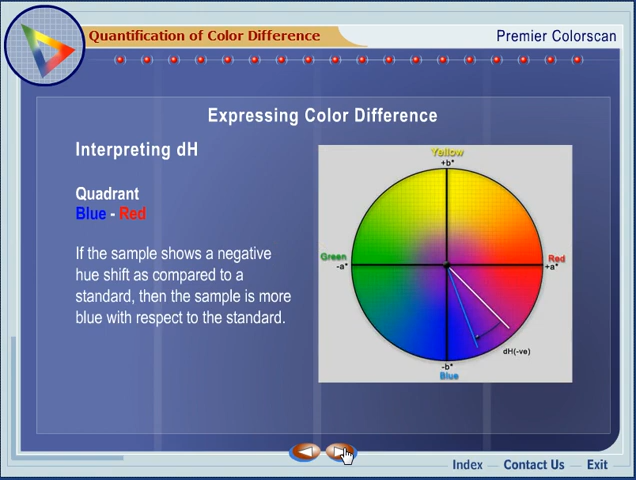 Quantification of Color Difference
Premier Colorscan
Expressing Color Difference
Interpreting dH
Quadrant
Blue - Red
If the sample shows a negative
hue shift as compared to a
standard, then the sample is more
blue with respect to the standard.
Yellow
+b*
Green
-a*
Red
+a*
dH(-ve)
-b*
Blue
Index — Contact Us — Exit